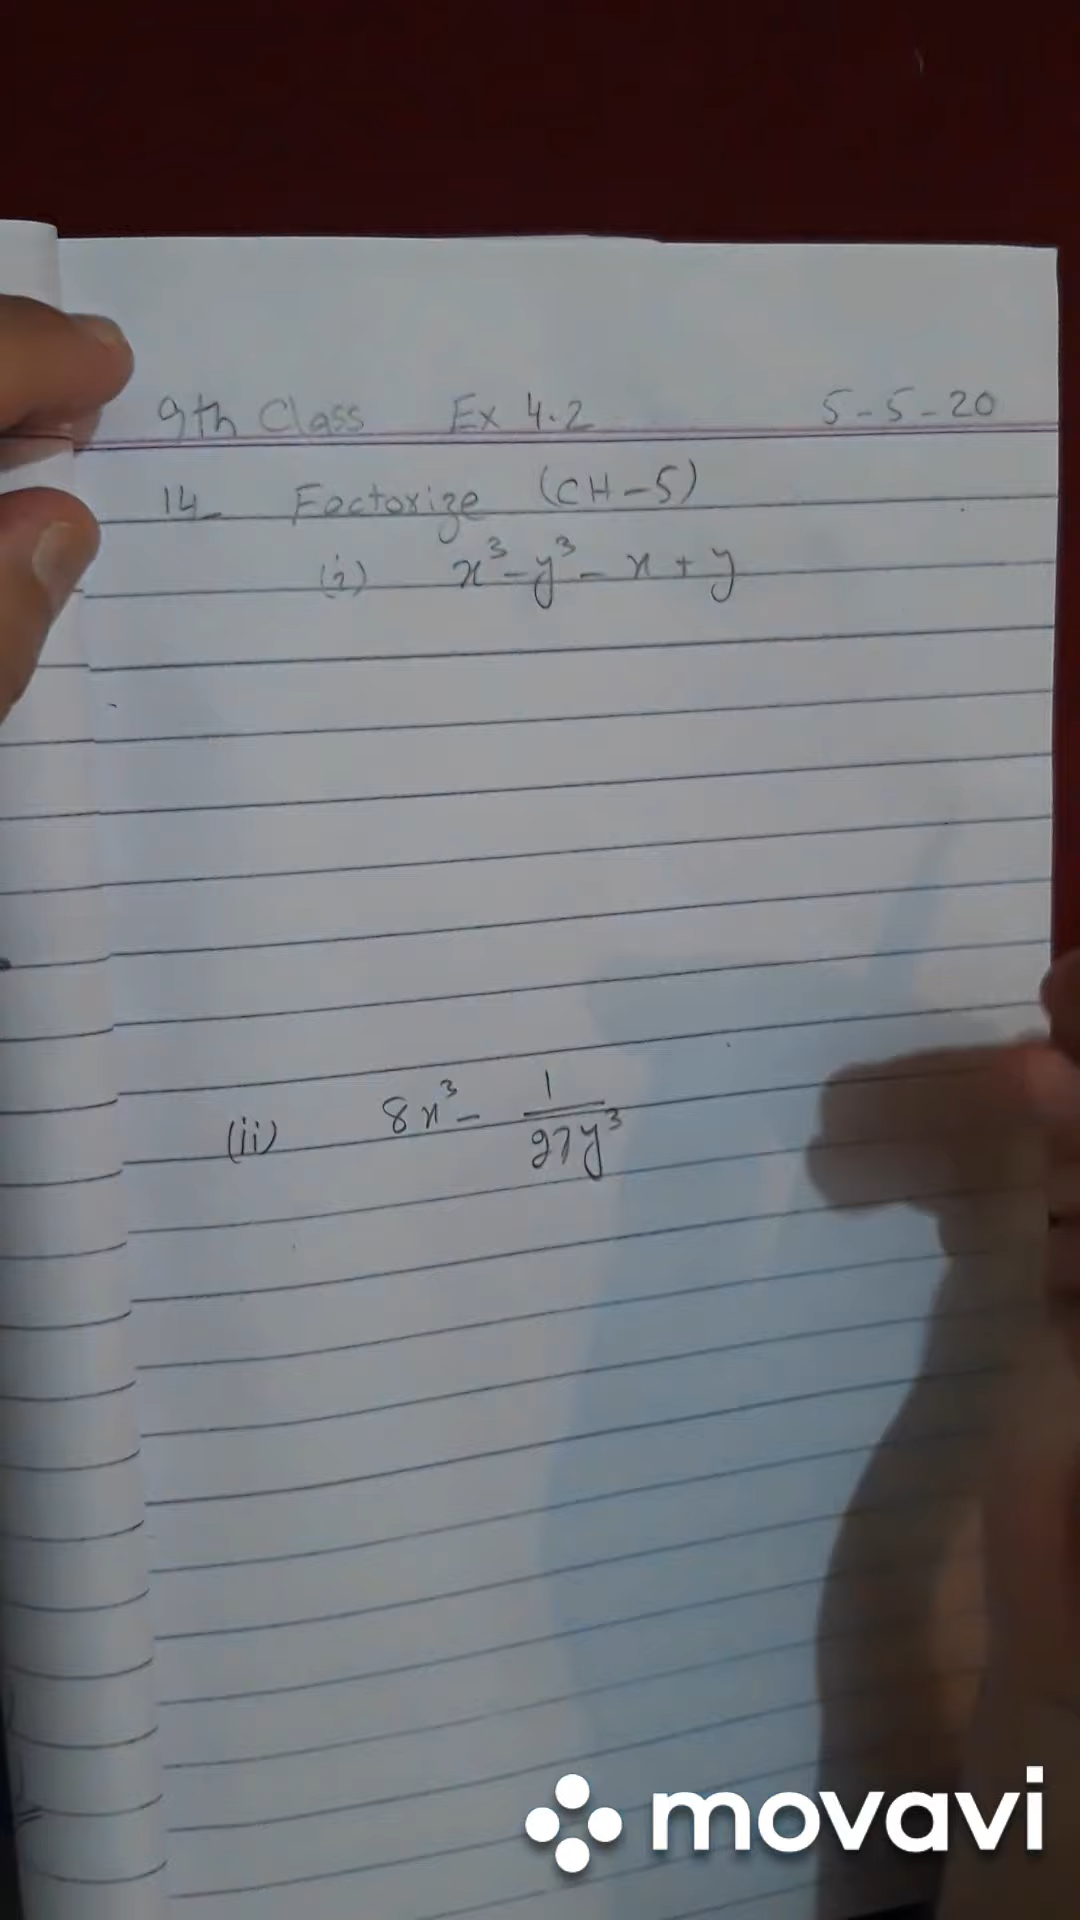 9th Class Ex 4.2 5-5-20
14- Factorize (CH-5)
(i) x³-y³-x+y
(ii) 8x³- 1/27y³
movavi